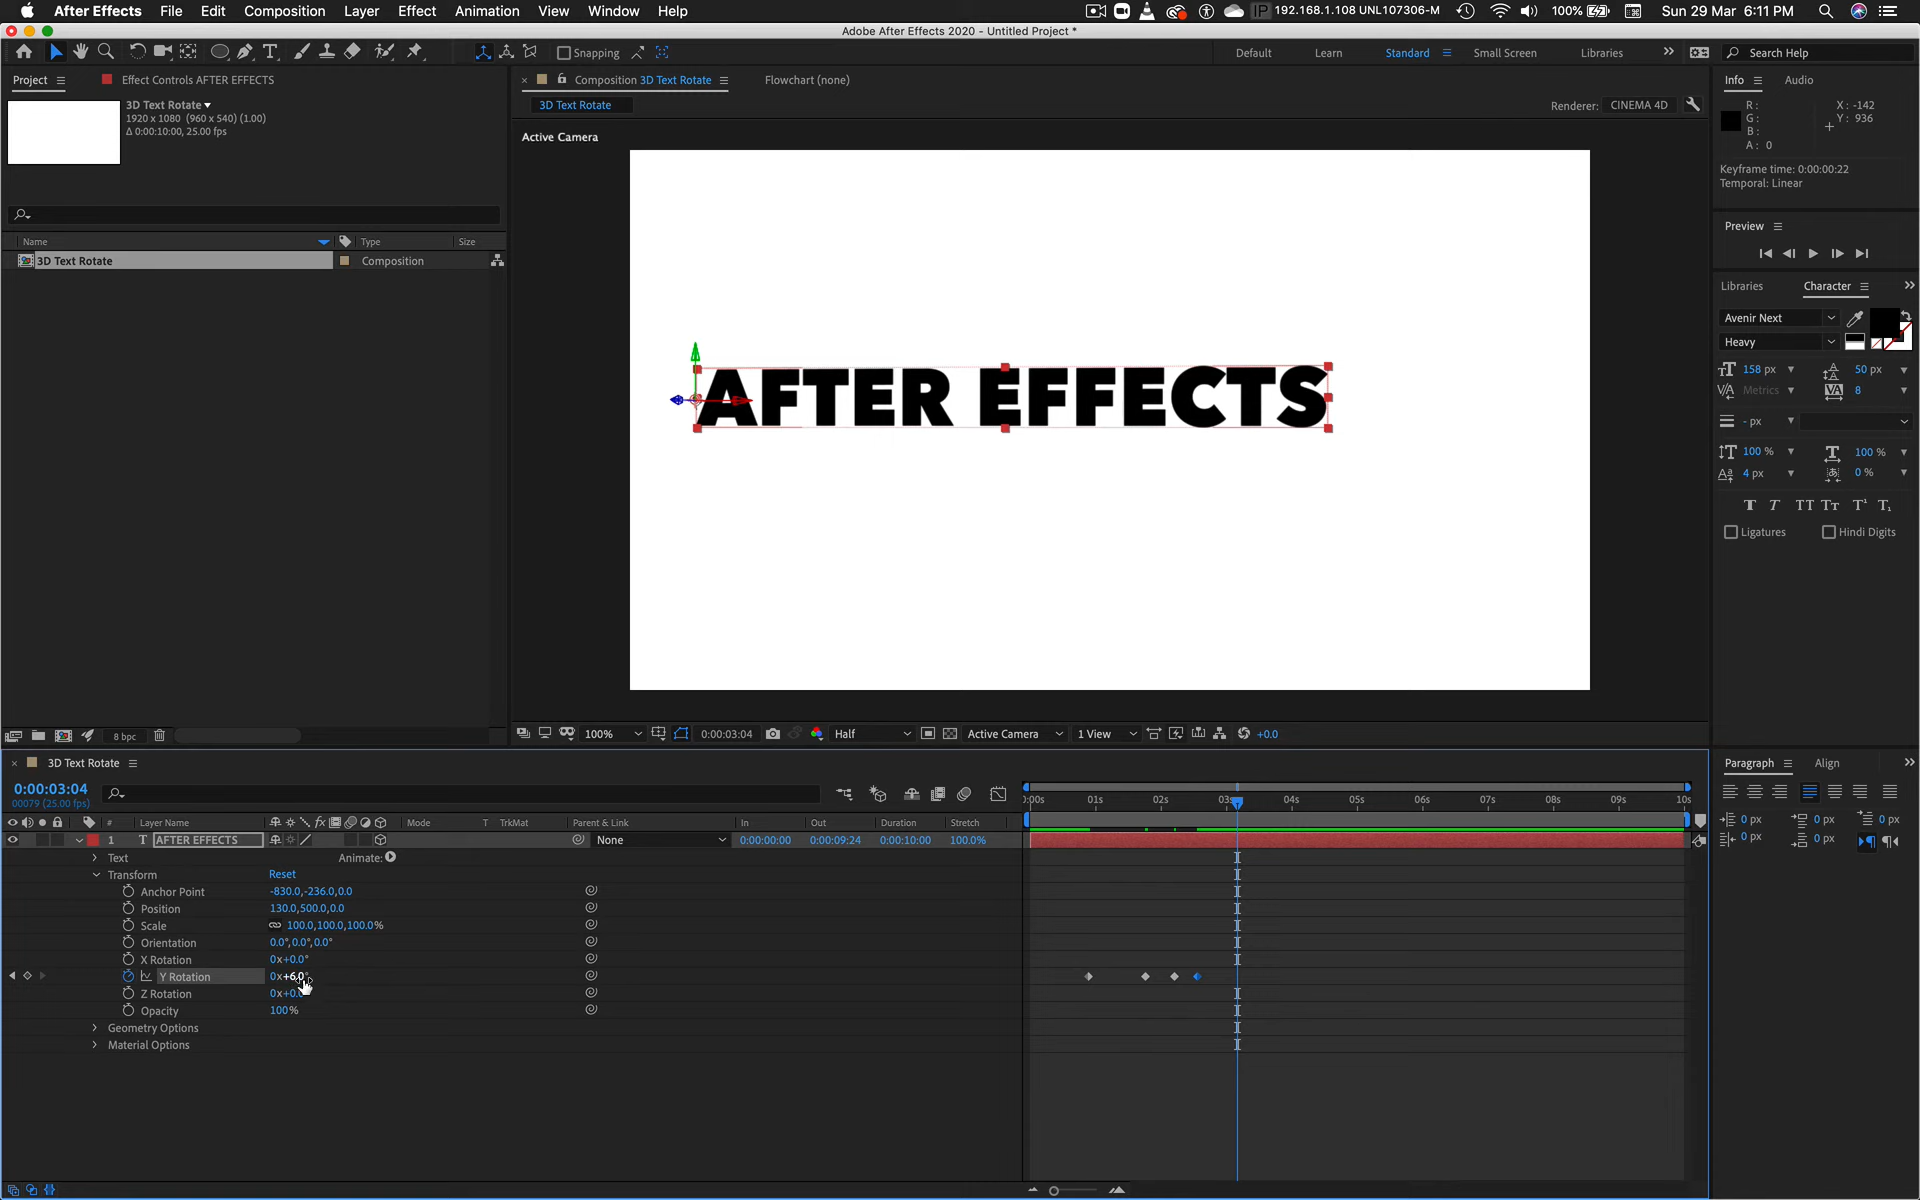 After Effects File Edit Composition Layer Effect Animation View Window Help 192.168.1.108 UNL107306-M 100% Sun 29 Mar 6:11 PM
Adobe After Effects 2020 - Untitled Project *
Snapping Default Learn Standard Small Screen Libraries Search Help
Project Effect Controls AFTER EFFECTS Composition 3D Text Rotate Flowchart (none) Info Audio
3D Text Rotate
1920 x 1080 (960 x 540) (1.00)
Δ 0:00:10:00, 25.00 fps
3D Text Rotate Renderer: CINEMA 4D
R: X: -142
G: Y: 936
B:
A: 0
Active Camera
Keyframe time: 0:00:00:22
Temporal: Linear
Preview
Name Type Size
3D Text Rotate Composition
Libraries Character
Avenir Next
Heavy
158 px 50 px
Metrics 8
- px
100 % 100 %
4 px 0 %
Ligatures Hindi Digits
AFTER EFFECTS
8 bpc 100% 0:00:03:04 Half Active Camera 1 View +0.0
3D Text Rotate Paragraph Align
0:00:03:04
00079 (25.00 fps)
0 px 0 px 0 px
0 px 0 px
:00s 01s 02s 03s 04s 05s 06s 07s 08s 09s 10s
# Layer Name Mode T TrkMat Parent & Link In Out Duration Stretch
1 T AFTER EFFECTS None 0:00:00:00 0:00:09:24 0:00:10:00 100.0%
Text Animate:
Transform Reset
Anchor Point -830.0,-236.0,0.0
Position 130.0,500.0,0.0
Scale 100.0,100.0,100.0%
Orientation 0.0°,0.0°,0.0°
X Rotation 0x+0.0°
Y Rotation 0x+6.0°
Z Rotation 0x+0.0
Opacity 100%
Geometry Options
Material Options